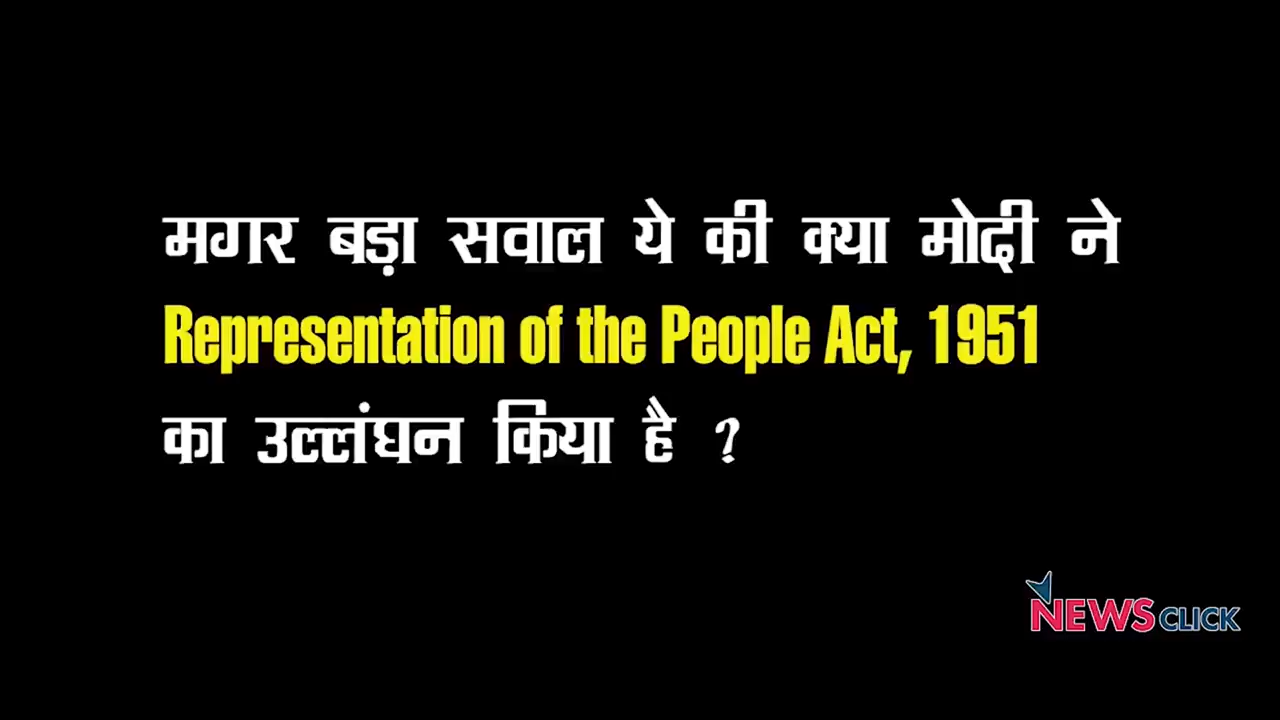 मगर बड़ा सवाल ये की क्या मोदी ने
Representation of the People Act, 1951
का उल्लंघन किया है ?
NEWSCLICK